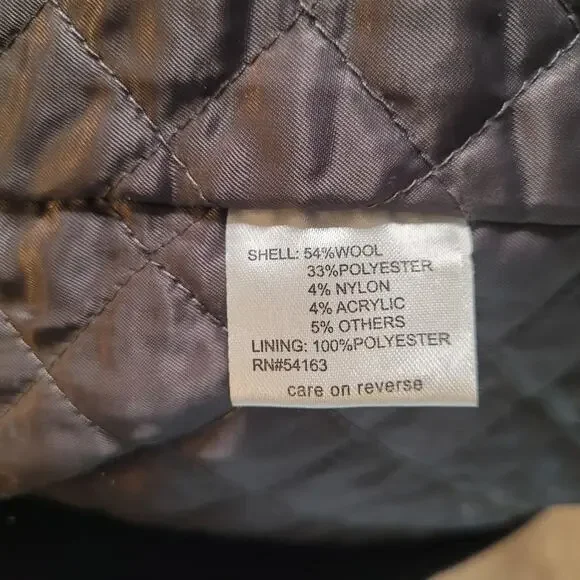 SHELL: 54%WOOL
33%POLYESTER
4% NYLON
4% ACRYLIC
5% OTHERS
LINING: 100%POLYESTER
RN#54163
care on reverse